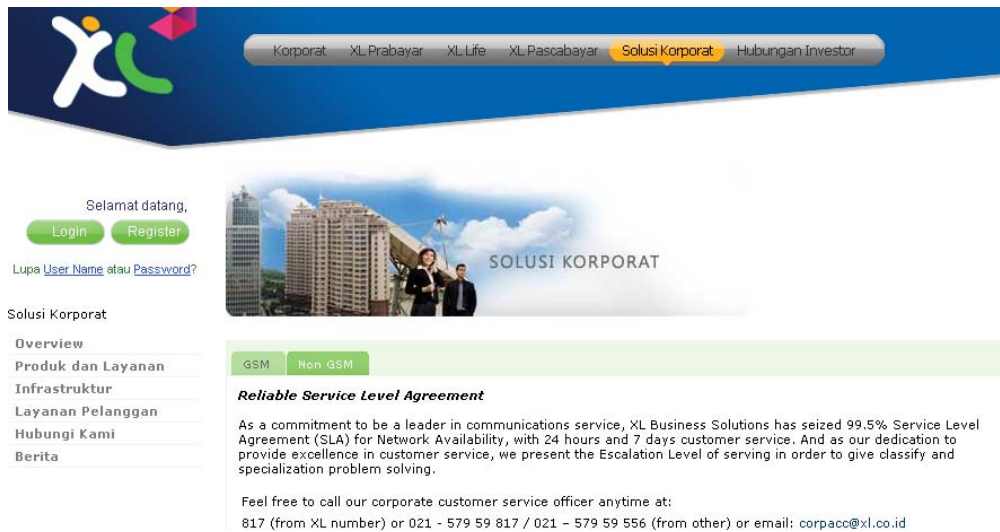 XL
Korporat XL Prabayar XL Life XL Pascabayar Solusi Korporat Hubungan Investor
Selamat datang,
Login Register
Lupa User Name atau Password?
SOLUSI KORPORAT
Solusi Korporat
Overview
Produk dan Layanan
Infrastruktur
Layanan Pelanggan
Hubungi Kami
Berita
GSM Non GSM
Reliable Service Level Agreement
As a commitment to be a leader in communications service, XL Business Solutions has seized 99.5% Service Level
Agreement (SLA) for Network Availability, with 24 hours and 7 days customer service. And as our dedication to
provide excellence in customer service, we present the Escalation Level of serving in order to give classify and
specialization problem solving.
Feel free to call our corporate customer service officer anytime at:
817 (from XL number) or 021 - 579 59 817 / 021 – 579 59 556 (from other) or email: corpacc@xl.co.id